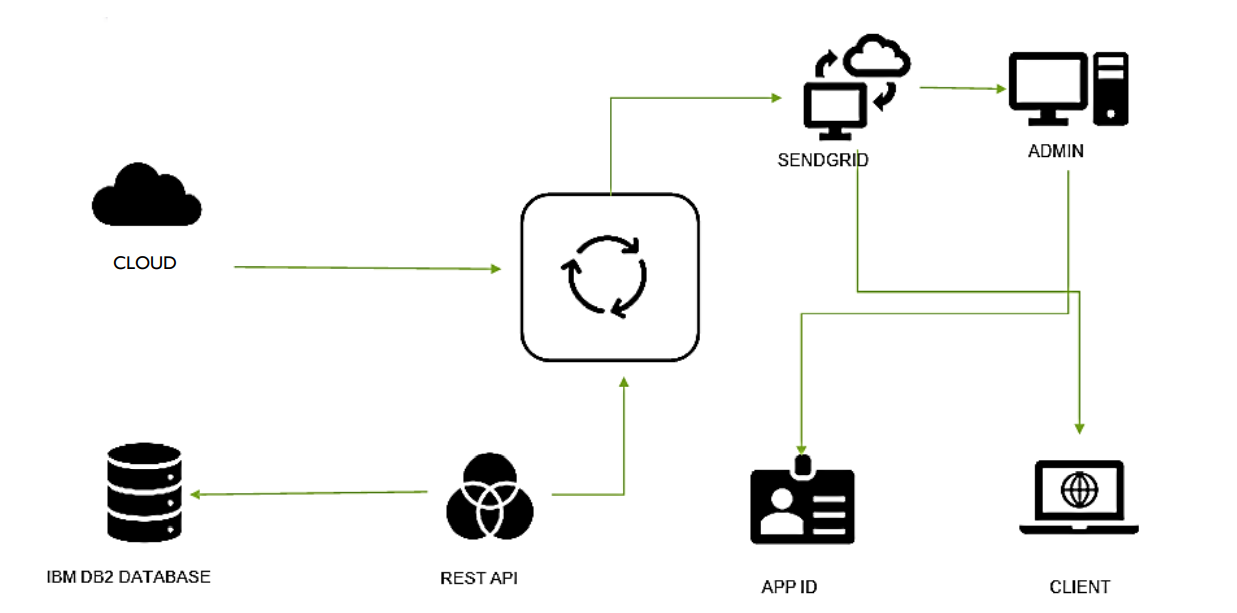 SENDGRID
ADMIN
CLOUD
IBM DB2 DATABASE
REST API
APP ID
CLIENT